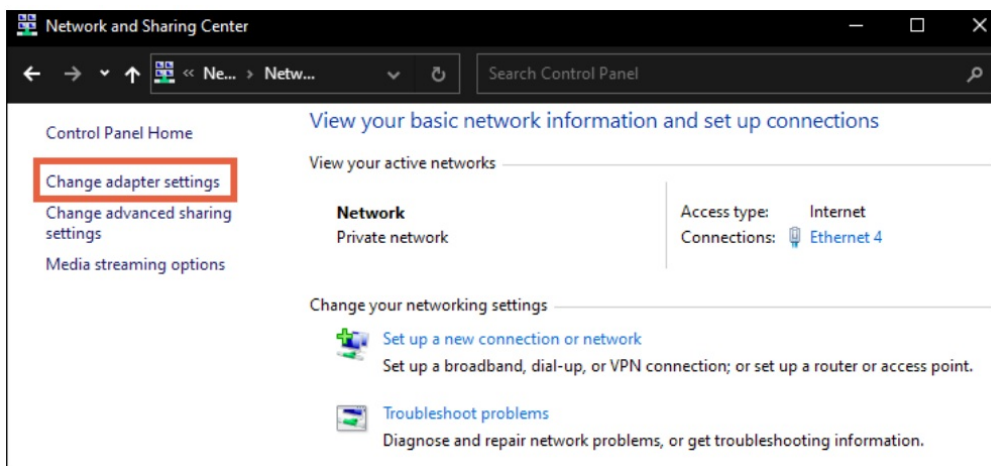 Network and Sharing Center
« Ne... › Netw...
Search Control Panel
Control Panel Home
Change adapter settings
Change advanced sharing
settings
Media streaming options
View your basic network information and set up connections
View your active networks
Network
Private network
Access type: Internet
Connections: Ethernet 4
Change your networking settings
Set up a new connection or network
Set up a broadband, dial-up, or VPN connection; or set up a router or access point.
Troubleshoot problems
Diagnose and repair network problems, or get troubleshooting information.